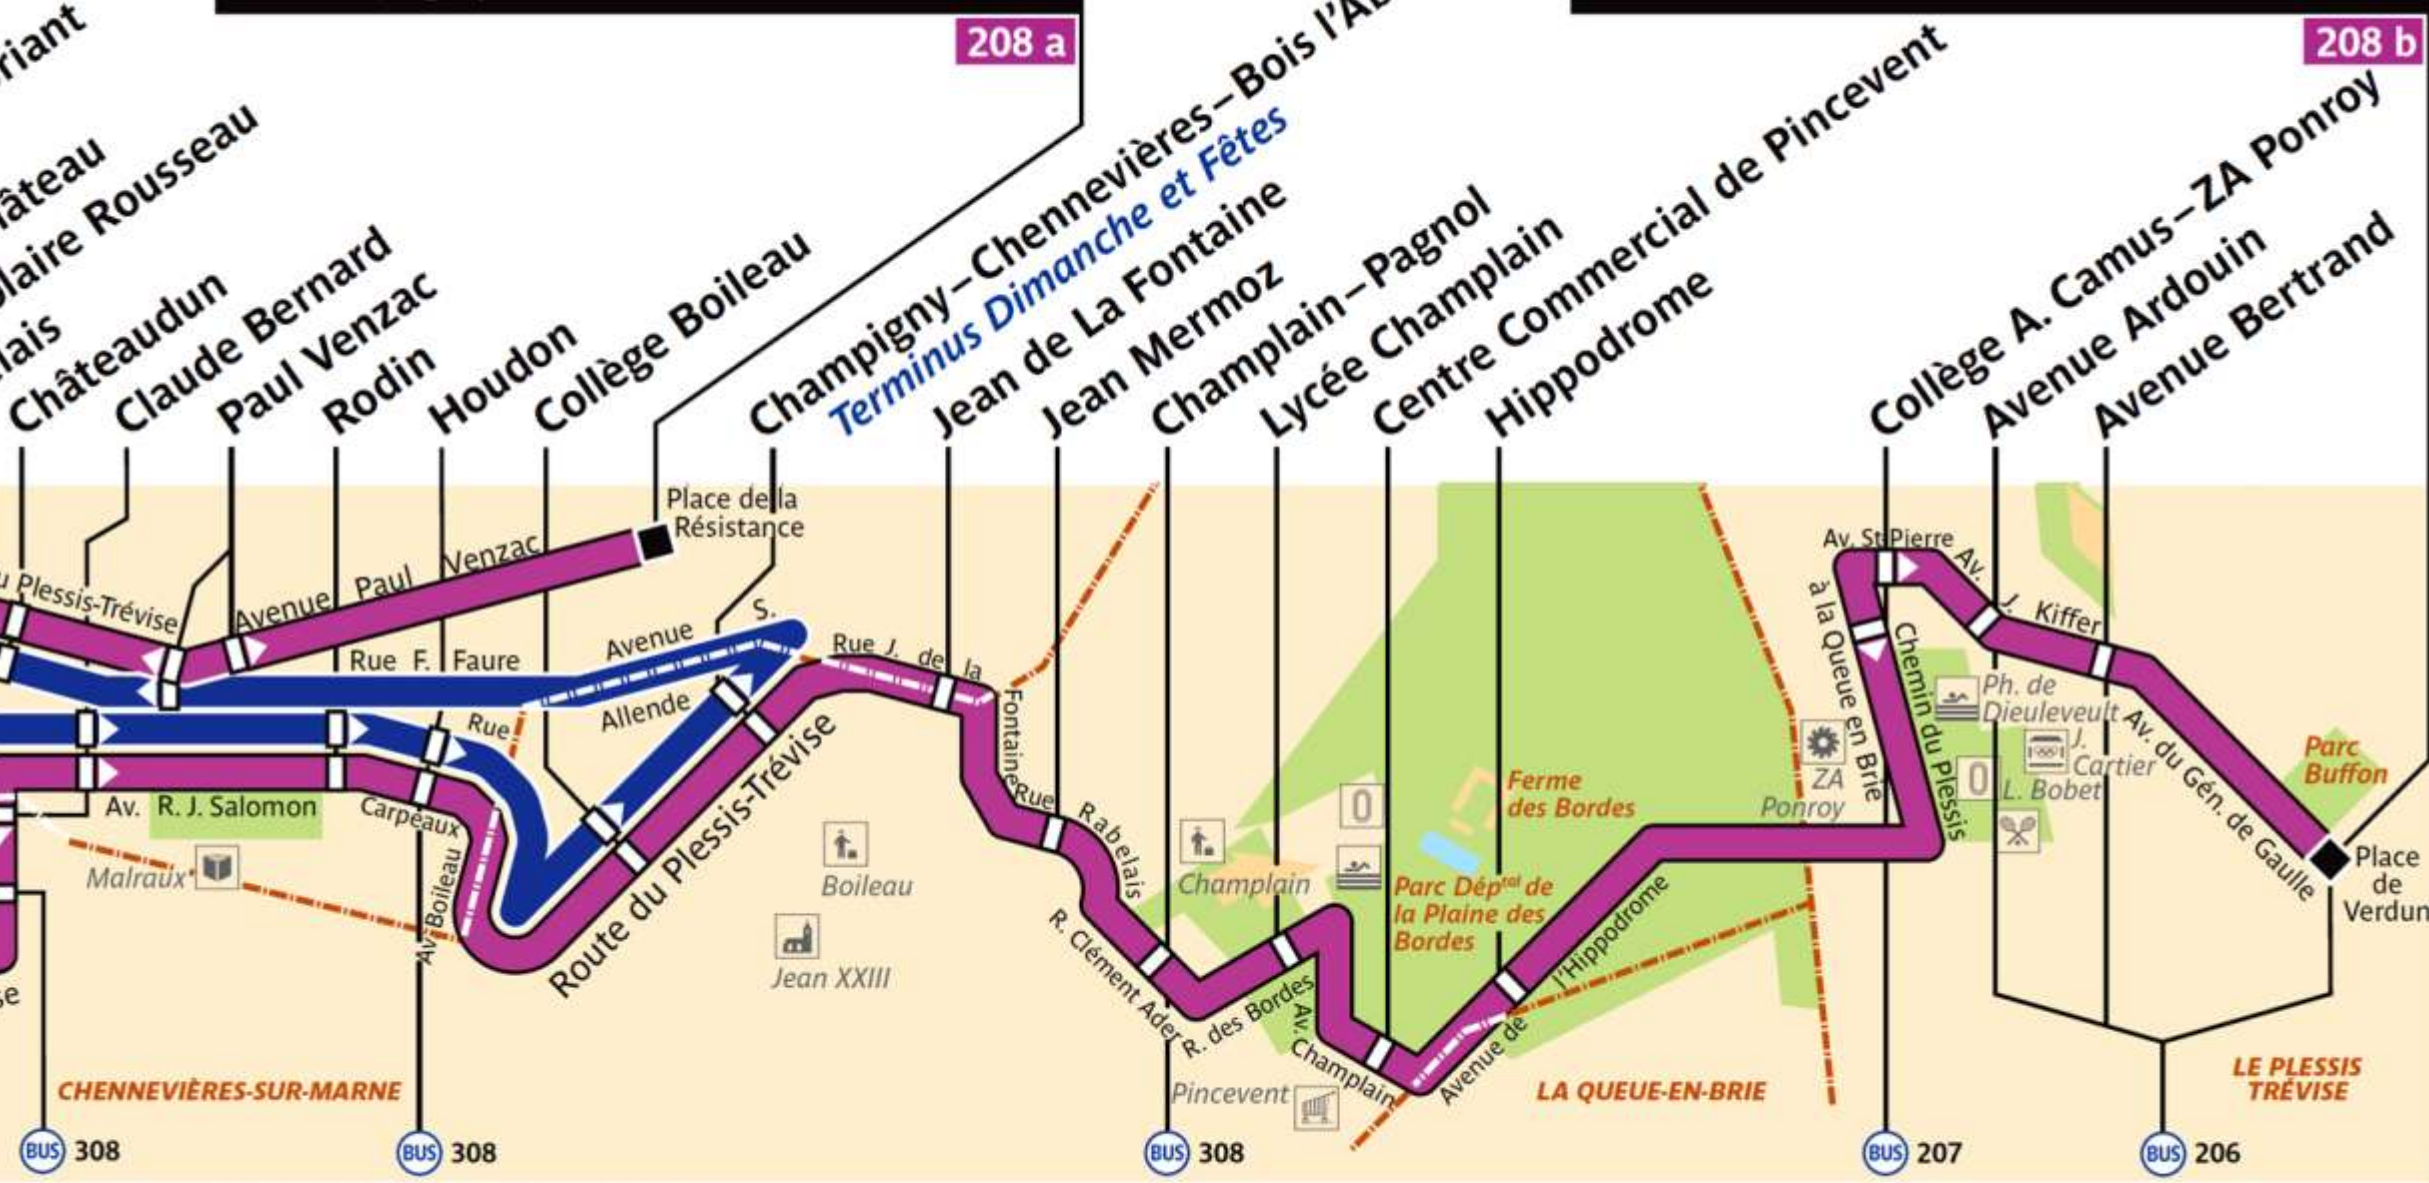 208 a
208 b
Châteaudun
Claude Bernard
Paul Venzac
Rodin
Houdon
Collège Boileau
Champigny–Chennevières–Bois
Terminus Dimanche et Fêtes
Jean de La Fontaine
Jean Mermoz
Champlain–Pagnol
Lycée Champlain
Centre Commercial de Pincevent
Hippodrome
Collège A. Camus–ZA Ponroy
Avenue Ardouin
Avenue Bertrand
Rousseau
Place de la
Résistance
Plessis-Trévise
Avenue Paul Venzac
Rue F. Faure
Avenue S.
Allende
Rue
Carpeaux
Av. R. J. Salomon
Av. Boileau
Malraux
Route du Plessis-Trévise
Boileau
Jean XXIII
Rue J. de la
Fontaine
Rue Rabelais
R. Clément Ader
R. des Bordes
Champlain
Av. Champlain
Pincevent
Avenue de l'Hippodrome
Ferme
des Bordes
Parc Déptal de
la Plaine des
Bordes
ZA
Ponroy
Av. St Pierre
à la Queue en Brie
Chemin du Plessis
Av. J. Kiffer
Ph. de
Dieuleveult
J.
Cartier
L. Bobet
Av. du Gén. de Gaulle
Parc
Buffon
Place
de
Verdun
CHENNEVIÈRES-SUR-MARNE
LA QUEUE-EN-BRIE
LE PLESSIS
TRÉVISE
BUS 308
BUS 308
BUS 308
BUS 207
BUS 206